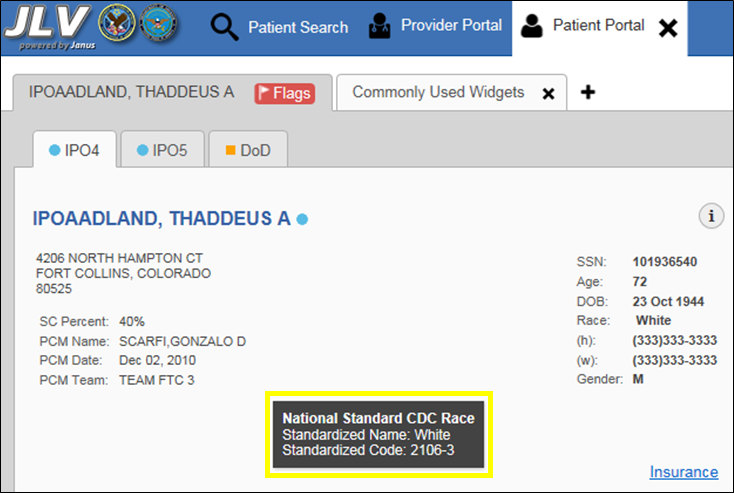 JLV
powered by Janus
Patient Search
Provider Portal
Patient Portal
IPOAADLAND, THADDEUS A
Flags
Commonly Used Widgets
IPO4
IPO5
DoD
IPOAADLAND, THADDEUS A
4206 NORTH HAMPTON CT
FORT COLLINS, COLORADO
80525
SC Percent: 40%
PCM Name: SCARFI,GONZALO D
PCM Date: Dec 02, 2010
PCM Team: TEAM FTC 3
SSN: 101936540
Age: 72
DOB: 23 Oct 1944
Race: White
(h): (333)333-3333
(w): (333)333-3333
Gender: M
National Standard CDC Race
Standardized Name: White
Standardized Code: 2106-3
Insurance